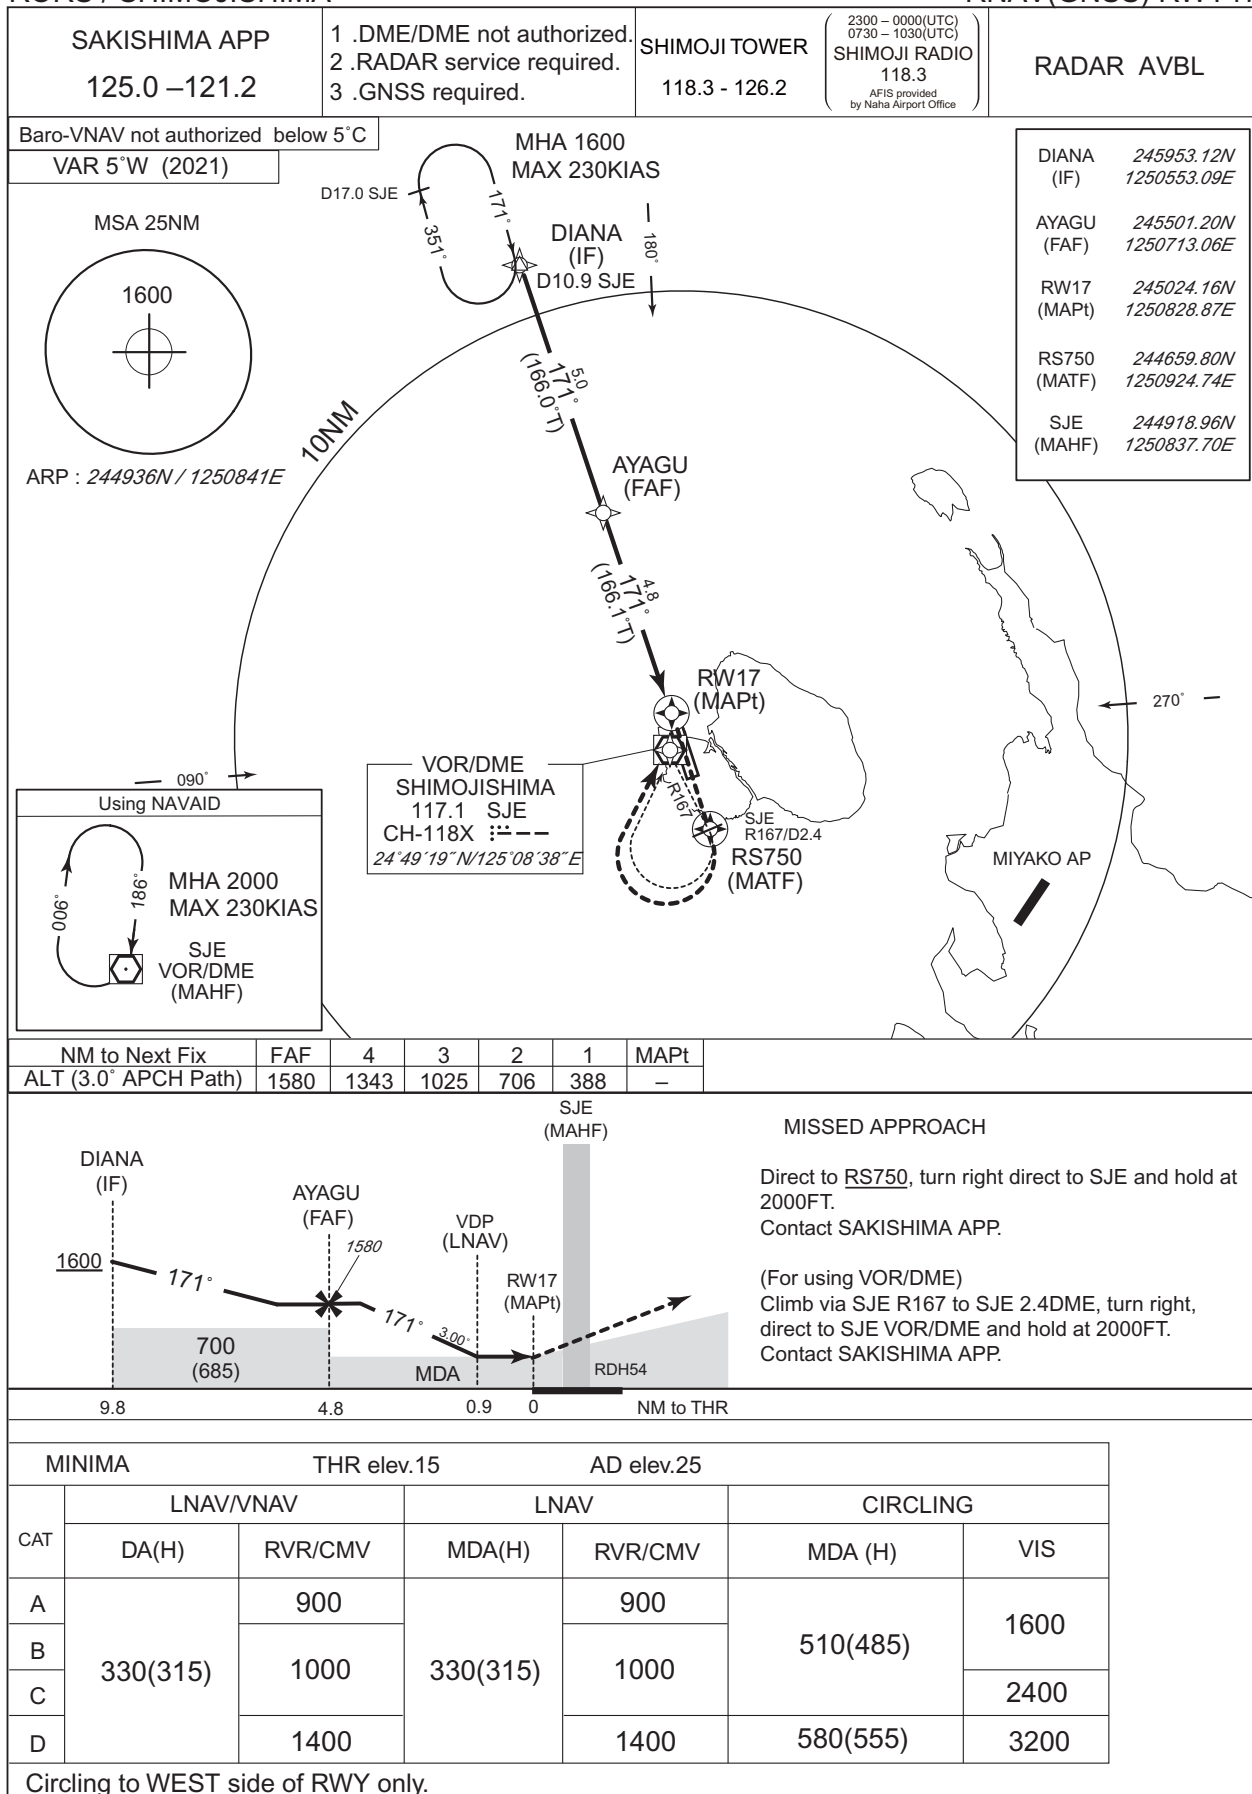 SAKISHIMA APP
125.0 –121.2
1 .DME/DME not authorized.
2 .RADAR service required.
3 .GNSS required.
SHIMOJI TOWER
118.3 - 126.2
2300 – 0000(UTC)
0730 – 1030(UTC)
SHIMOJI RADIO
118.3
AFIS provided
by Naha Airport Office
RADAR AVBL
Baro-VNAV not authorized below 5˚C
VAR 5˚W (2021)
MSA 25NM
1600
ARP : 244936N / 1250841E
MHA 1600
MAX 230KIAS
D17.0 SJE
171˚
351˚
DIANA
(IF)
D10.9 SJE
180˚
DIANA 245953.12N
(IF) 1250553.09E
AYAGU 245501.20N
(FAF) 1250713.06E
RW17 245024.16N
(MAPt) 1250828.87E
RS750 244659.80N
(MATF) 1250924.74E
SJE 244918.96N
(MAHF) 1250837.70E
10NM
5.0
171˚
(166.0˚T)
AYAGU
(FAF)
4.8
171˚
(166.1˚T)
RW17
(MAPt)
270˚
090˚
VOR/DME
SHIMOJISHIMA
117.1 SJE
CH-118X
24˚49´19˝N/125˚08´38˝E
R167
SJE
R167/D2.4
RS750
(MATF)
MIYAKO AP
Using NAVAID
006˚
186˚
MHA 2000
MAX 230KIAS
SJE
VOR/DME
(MAHF)
NM to Next Fix FAF 4 3 2 1 MAPt
ALT (3.0˚ APCH Path) 1580 1343 1025 706 388 –
DIANA
(IF)
1600
171˚
AYAGU
(FAF)
1580
171˚
3.00˚
VDP
(LNAV)
RW17
(MAPt)
SJE
(MAHF)
700
(685)
MDA
RDH54
9.8 4.8 0.9 0 NM to THR
MISSED APPROACH
Direct to RS750, turn right direct to SJE and hold at
2000FT.
Contact SAKISHIMA APP.
(For using VOR/DME)
Climb via SJE R167 to SJE 2.4DME, turn right,
direct to SJE VOR/DME and hold at 2000FT.
Contact SAKISHIMA APP.
MINIMA THR elev.15 AD elev.25
CAT LNAV/VNAV LNAV CIRCLING
DA(H) RVR/CMV MDA(H) RVR/CMV MDA (H) VIS
A 330(315) 900 330(315) 900 510(485) 1600
B 1000 1000
C 2400
D 1400 1400 580(555) 3200
Circling to WEST side of RWY only.